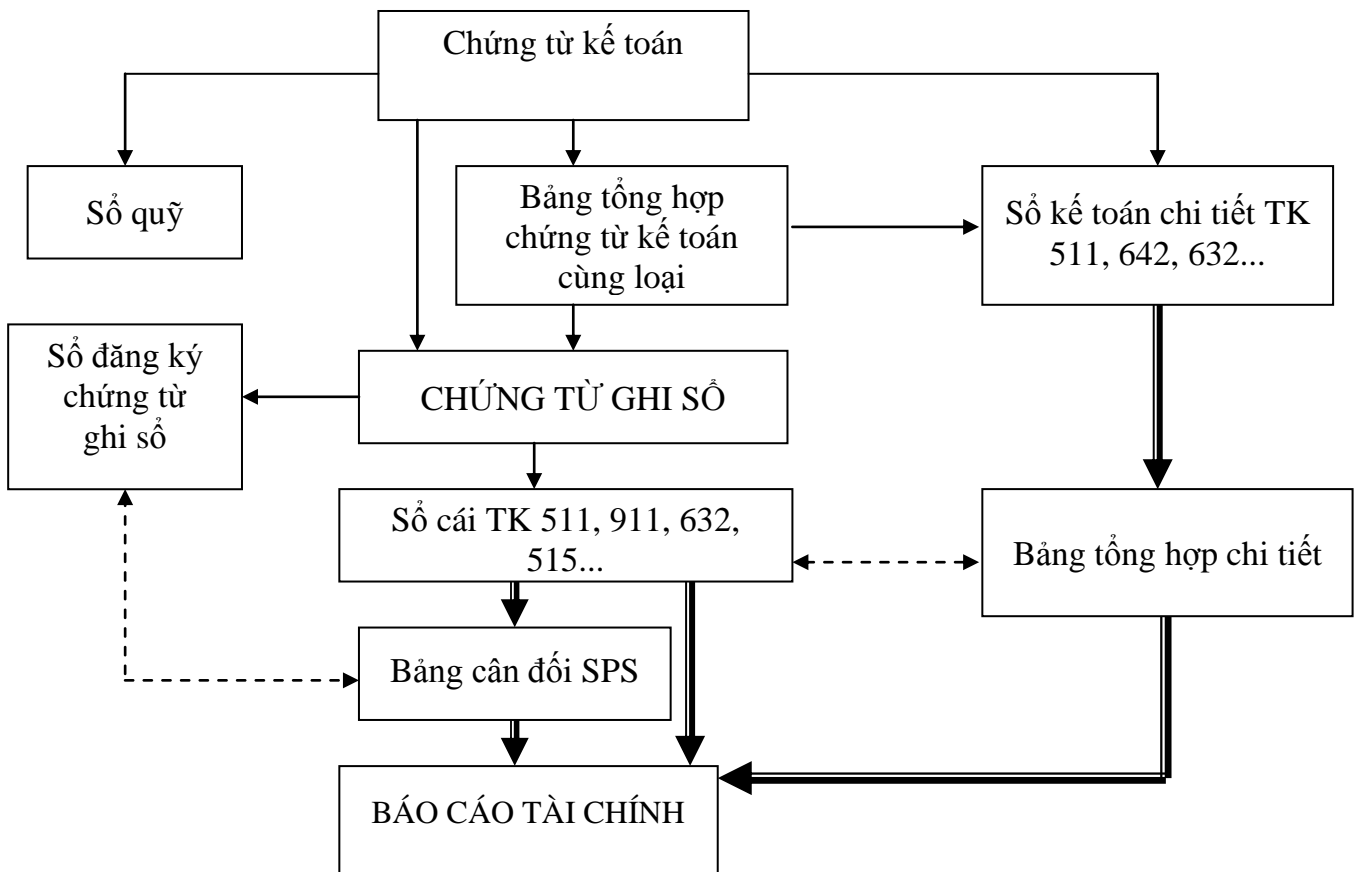 Chứng từ kế toán
Sổ quỹ
Bảng tổng hợp
chứng từ kế toán
cùng loại
Sổ kế toán chi tiết TK
511, 642, 632...
Sổ đăng ký
chứng từ
ghi sổ
CHỨNG TỪ GHI SỔ
Sổ cái TK 511, 911, 632,
515...
Bảng tổng hợp chi tiết
Bảng cân đối SPS
BÁO CÁO TÀI CHÍNH